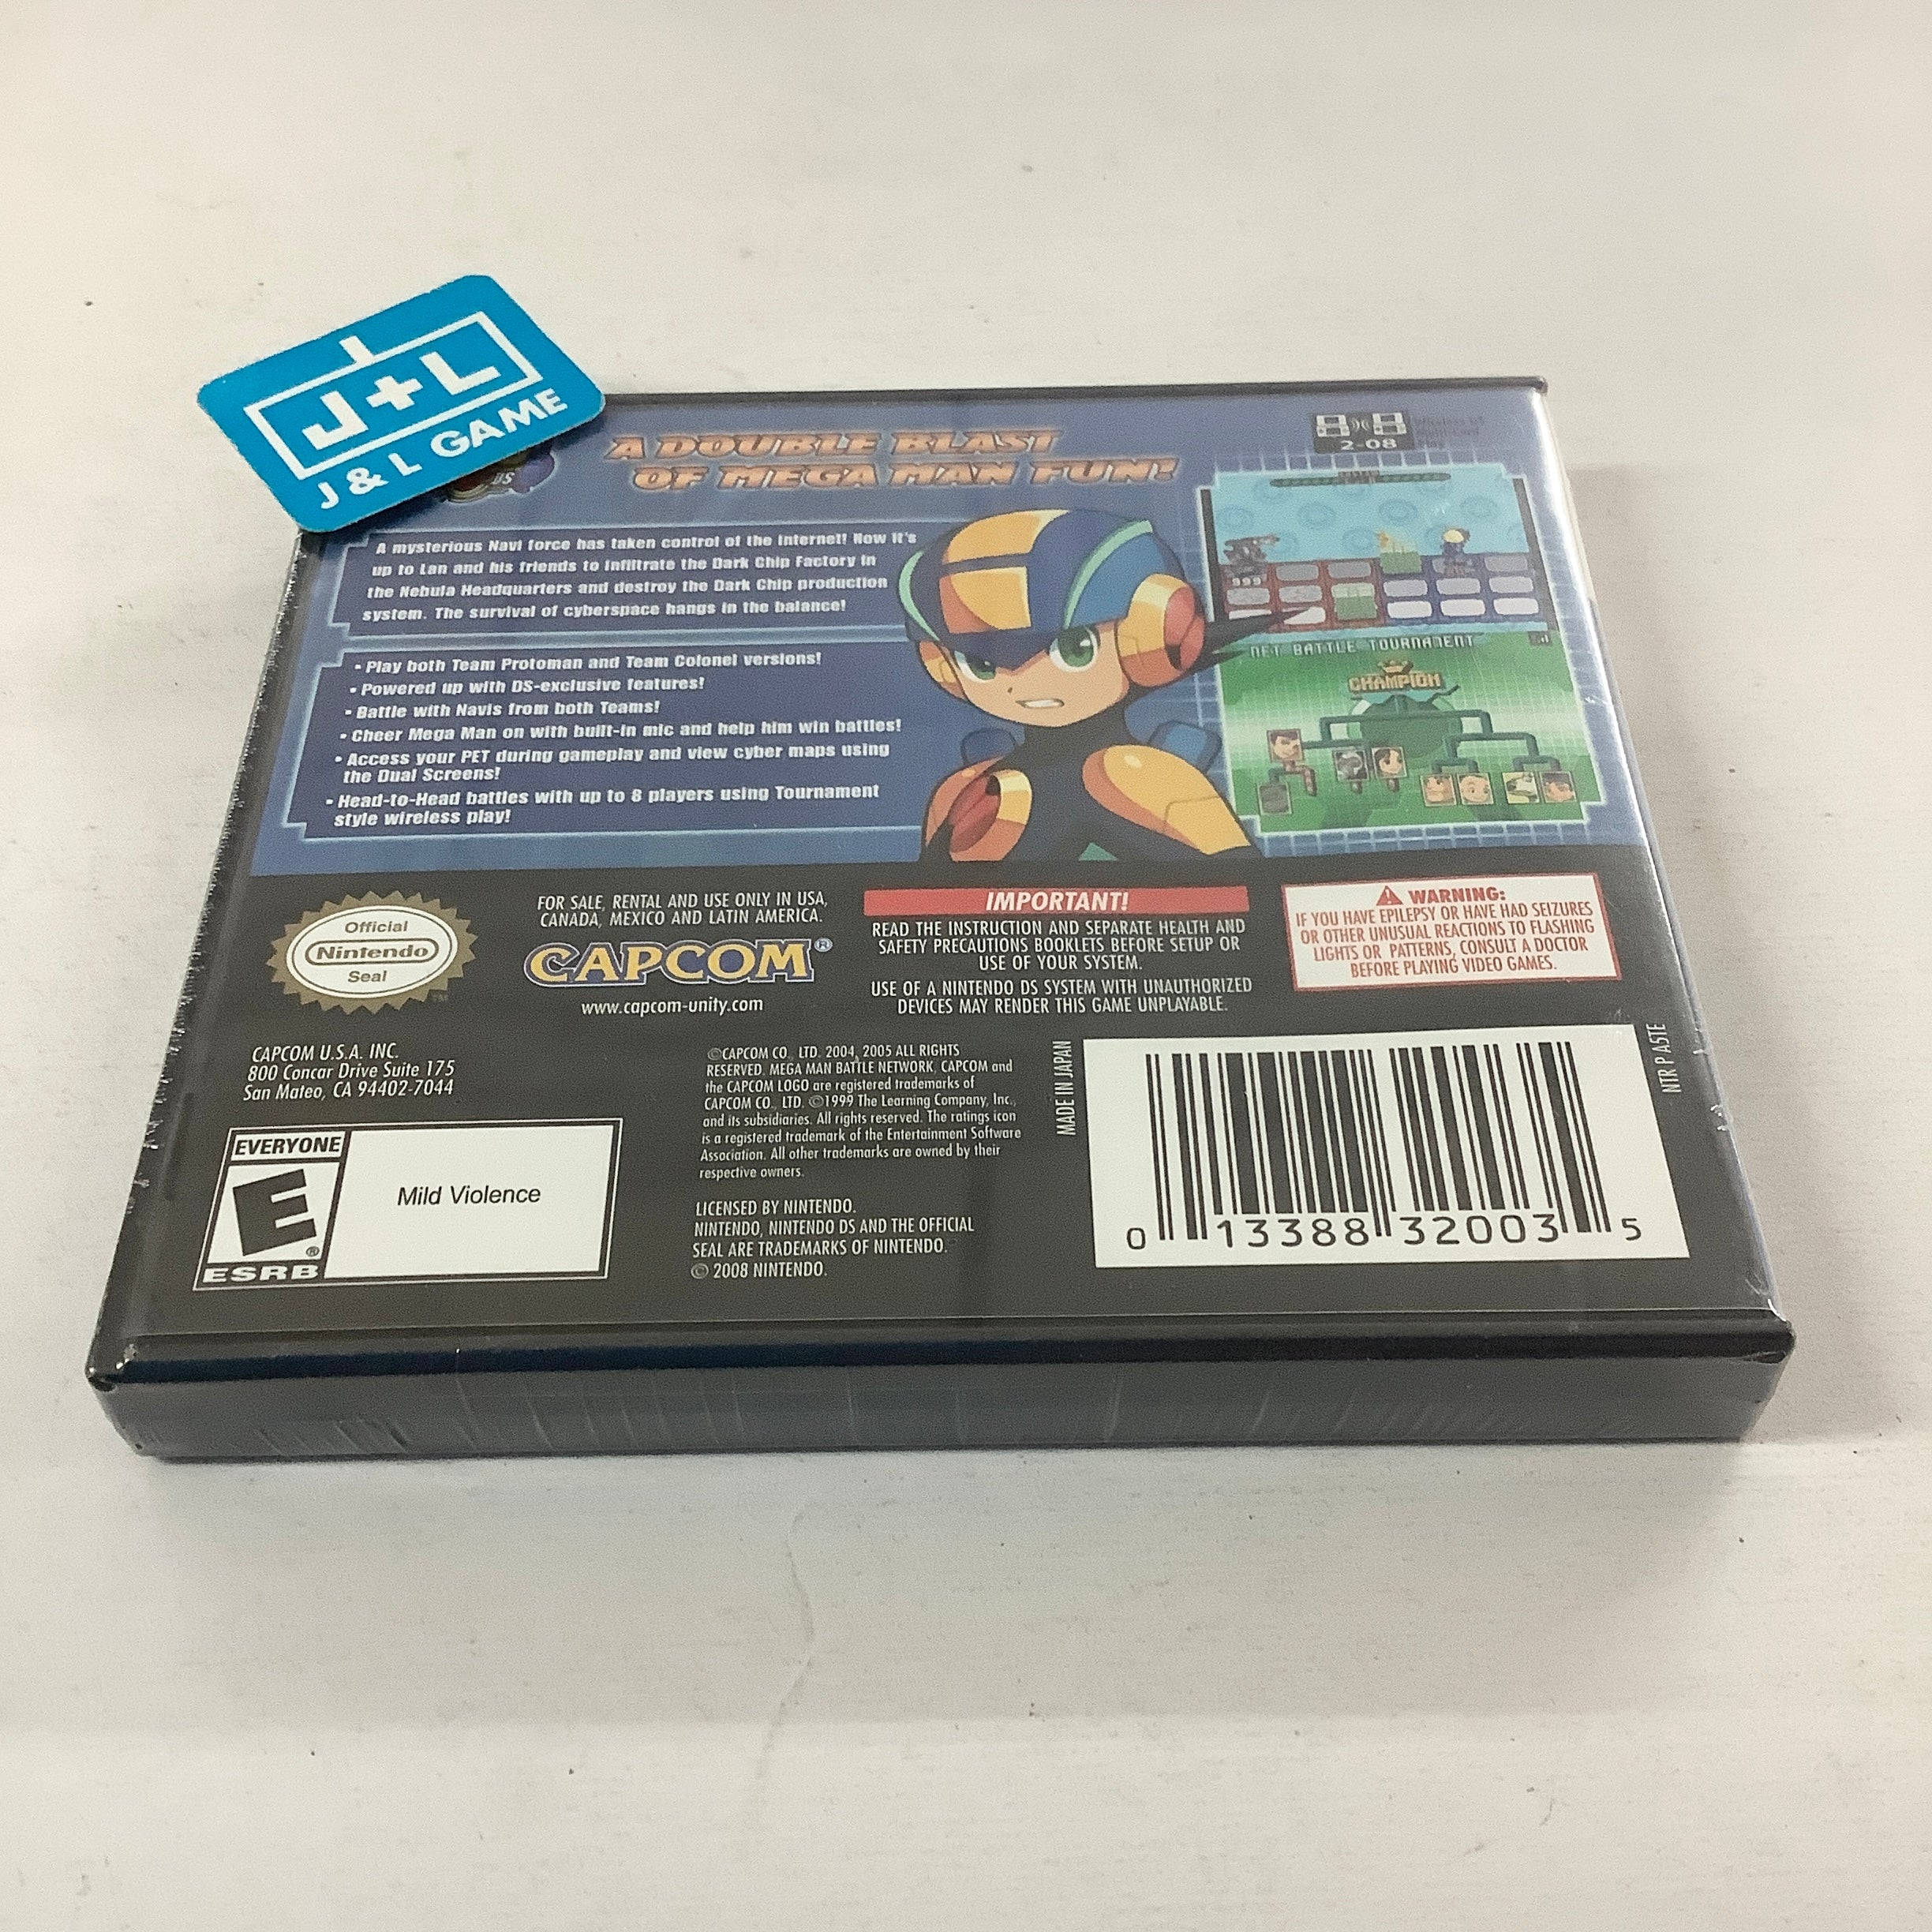 J+L
J & L GAME
DS
A DOUBLE BLAST
OF MEGA MAN FUN!
2-08
A mysterious Navi force has taken control of the Internet! Now it's
up to Lan and his friends to infiltrate the Dark Chip Factory in
the Nebula Headquarters and destroy the Dark Chip production
system. The survival of cyberspace hangs in the balance!
• Play both Team Protoman and Team Colonel versions!
• Powered up with DS-exclusive features!
• Battle with Navis from both Teams!
• Cheer Mega Man on with built-in mic and help him win battles!
• Access your PET during gameplay and view cyber maps using
the Dual Screens!
• Head-to-Head battles with up to 8 players using Tournament
style wireless play!
999
NET BATTLE TOURNAMENT
CHAMPION
Official
Nintendo
Seal
TM
FOR SALE, RENTAL AND USE ONLY IN USA,
CANADA, MEXICO AND LATIN AMERICA.
CAPCOM®
www.capcom-unity.com
IMPORTANT!
READ THE INSTRUCTION AND SEPARATE HEALTH AND
SAFETY PRECAUTIONS BOOKLETS BEFORE SETUP OR
USE OF YOUR SYSTEM.
USE OF A NINTENDO DS SYSTEM WITH UNAUTHORIZED
DEVICES MAY RENDER THIS GAME UNPLAYABLE.
WARNING:
IF YOU HAVE EPILEPSY OR HAVE HAD SEIZURES
OR OTHER UNUSUAL REACTIONS TO FLASHING
LIGHTS OR PATTERNS, CONSULT A DOCTOR
BEFORE PLAYING VIDEO GAMES.
CAPCOM U.S.A. INC.
800 Concar Drive Suite 175
San Mateo, CA 94402-7044
EVERYONE
E®
ESRB
Mild Violence
©CAPCOM CO., LTD. 2004, 2005 ALL RIGHTS
RESERVED. MEGA MAN BATTLE NETWORK, CAPCOM and
the CAPCOM LOGO are registered trademarks of
CAPCOM CO., LTD. ©1999 The Learning Company, Inc.,
and its subsidiaries. All rights reserved. The ratings icon
is a registered trademark of the Entertainment Software
Association. All other trademarks are owned by their
respective owners.
LICENSED BY NINTENDO.
NINTENDO, NINTENDO DS AND THE OFFICIAL
SEAL ARE TRADEMARKS OF NINTENDO.
© 2008 NINTENDO.
MADE IN JAPAN
0 13388 32003 5
NTR P A5TE